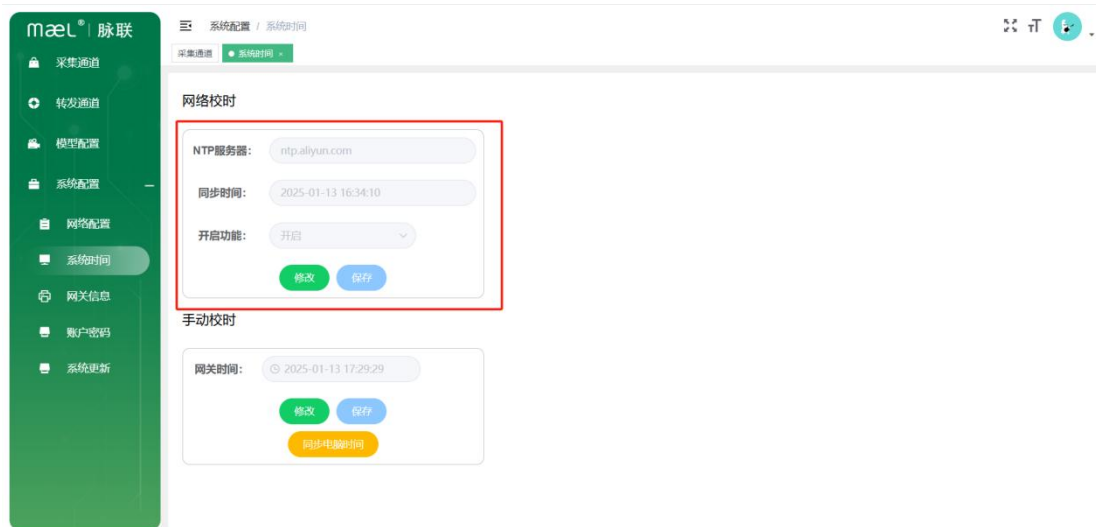 mæL®|脉联
系统配置 / 系统时间
тT
采集通道 ● 系统时间 ×
采集通道
转发通道
模型配置
系统配置
网络配置
系统时间
网关信息
账户密码
系统更新
网络校时
NTP服务器： ntp.aliyun.com
同步时间： 2025-01-13 16:34:10
开启功能： 开启
修改 保存
手动校时
网关时间： 2025-01-13 17:29:29
修改 保存
同步电脑时间